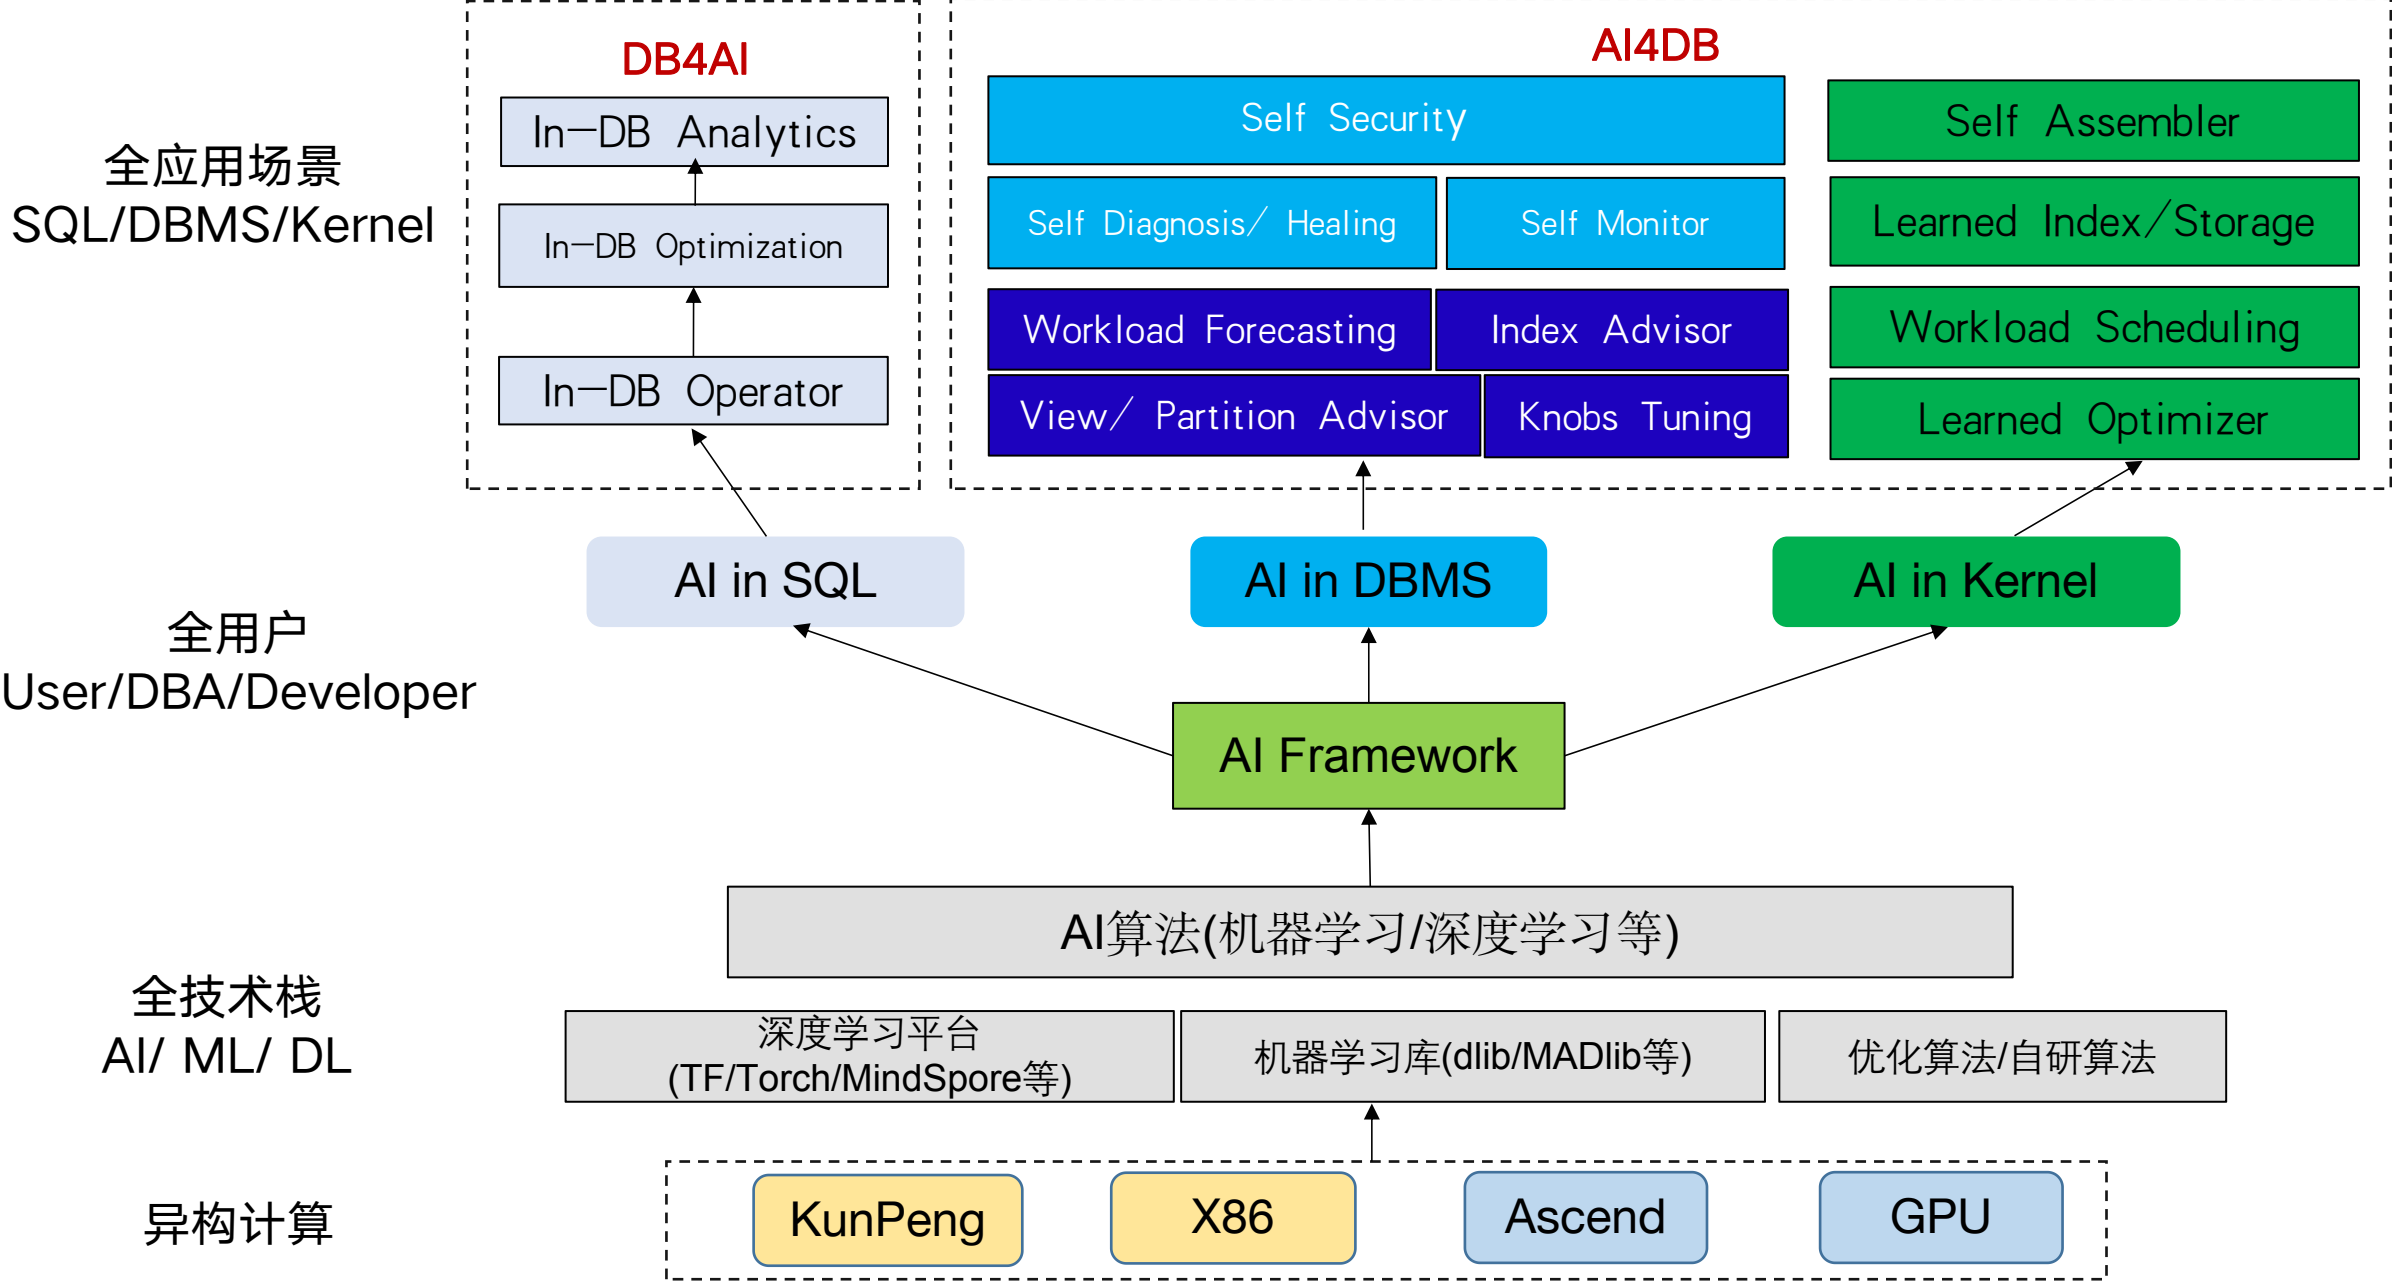 DB4AI
AI4DB
全应用场景
SQL/DBMS/Kernel
In-DB Analytics
In-DB Optimization
In-DB Operator
Self Security
Self Diagnosis/ Healing
Self Monitor
Workload Forecasting
Index Advisor
View/ Partition Advisor
Knobs Tuning
Self Assembler
Learned Index/Storage
Workload Scheduling
Learned Optimizer
全用户
User/DBA/Developer
AI in SQL
AI in DBMS
AI in Kernel
AI Framework
全技术栈
AI/ ML/ DL
AI算法(机器学习/深度学习等)
深度学习平台
(TF/Torch/MindSpore等)
机器学习库(dlib/MADlib等)
优化算法/自研算法
异构计算
KunPeng
X86
Ascend
GPU